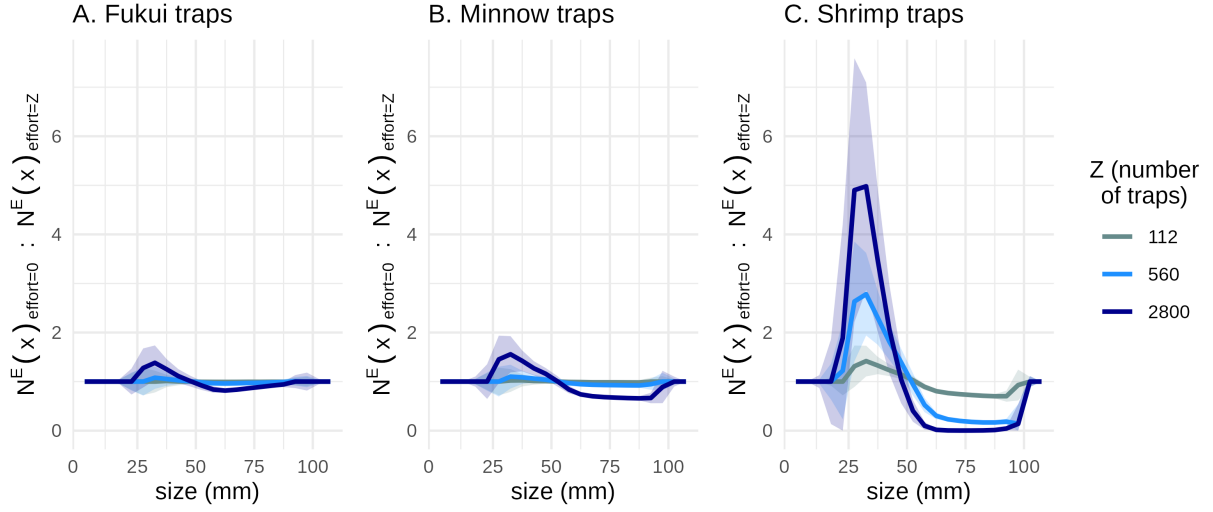 A. Fukui traps
B. Minnow traps
C. Shrimp traps
N^E(x)_effort=0 : N^E(x)_effort=Z
6
4
2
0
0 25 50 75 100
size (mm)
N^E(x)_effort=0 : N^E(x)_effort=Z
6
4
2
0
0 25 50 75 100
size (mm)
N^E(x)_effort=0 : N^E(x)_effort=Z
6
4
2
0
0 25 50 75 100
size (mm)
Z (number
of traps)
112
560
2800